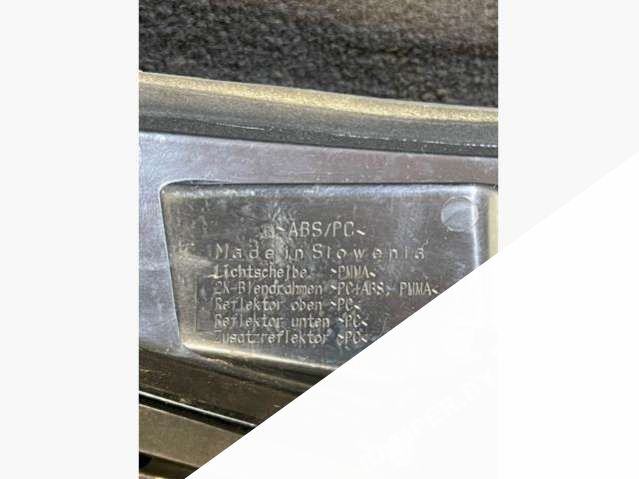 >ABS/PC<
Made in Slowenia
Lichtscheibe >PMMA<
2K-Blendrahmen >PC+ABS, PMMA<
Reflektor oben >PC<
Reflektor unten >PC<
Zusatzreflektor >PC<